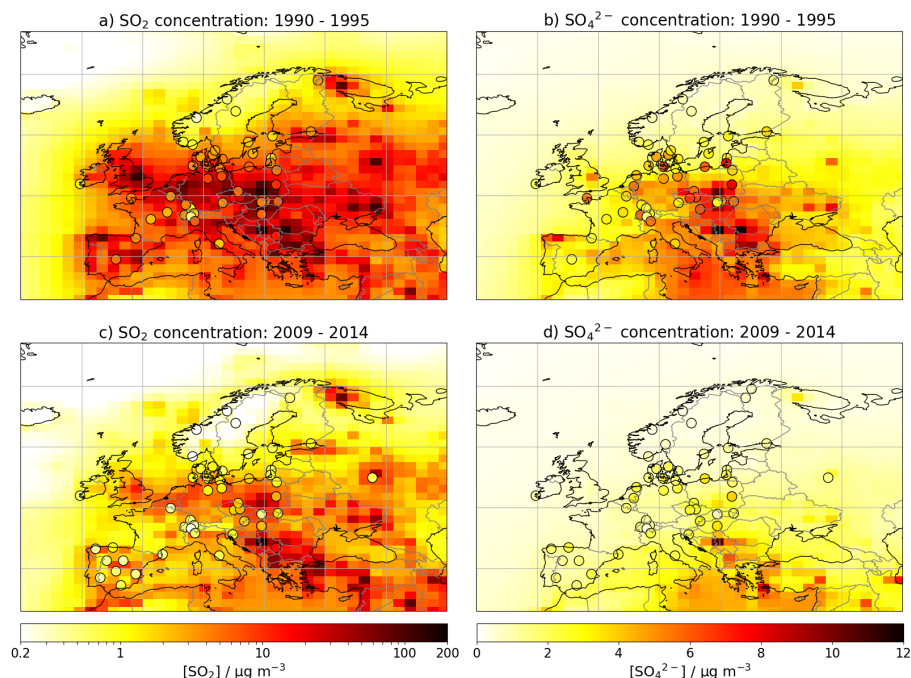 a) SO₂ concentration: 1990 - 1995
b) SO₄²⁻ concentration: 1990 - 1995
c) SO₂ concentration: 2009 - 2014
d) SO₄²⁻ concentration: 2009 - 2014
0.2 1 10 100 200
[SO₂] / μg m⁻³
0 2 4 6 8 10 12
[SO₄²⁻] / μg m⁻³